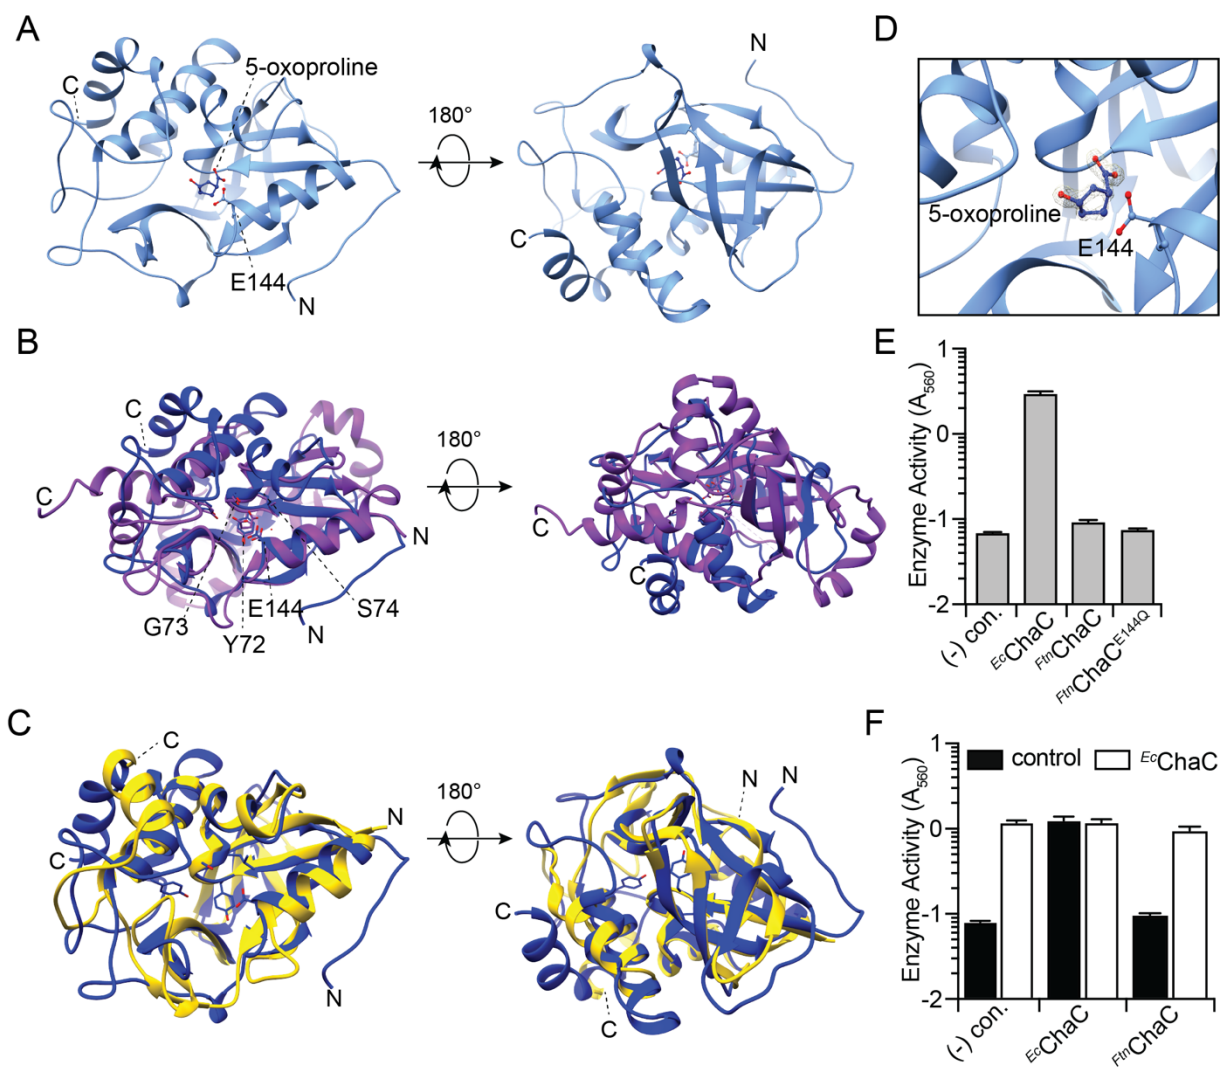 A
C
5-oxoproline
E144
N
180°
N
C
D
5-oxoproline
E144
B
C
C
G73
Y72
E144
N
S74
N
180°
C
C
E
Enzyme Activity (A560)
1
0
-1
-2
(-) con.
EcChaC
FtnChaC
FtnChaCE144Q
C
C
C
N
N
180°
N
N
C
C
F
Enzyme Activity (A560)
control
EcChaC
1
0
-1
-2
(-) con.
EcChaC
FtnChaC